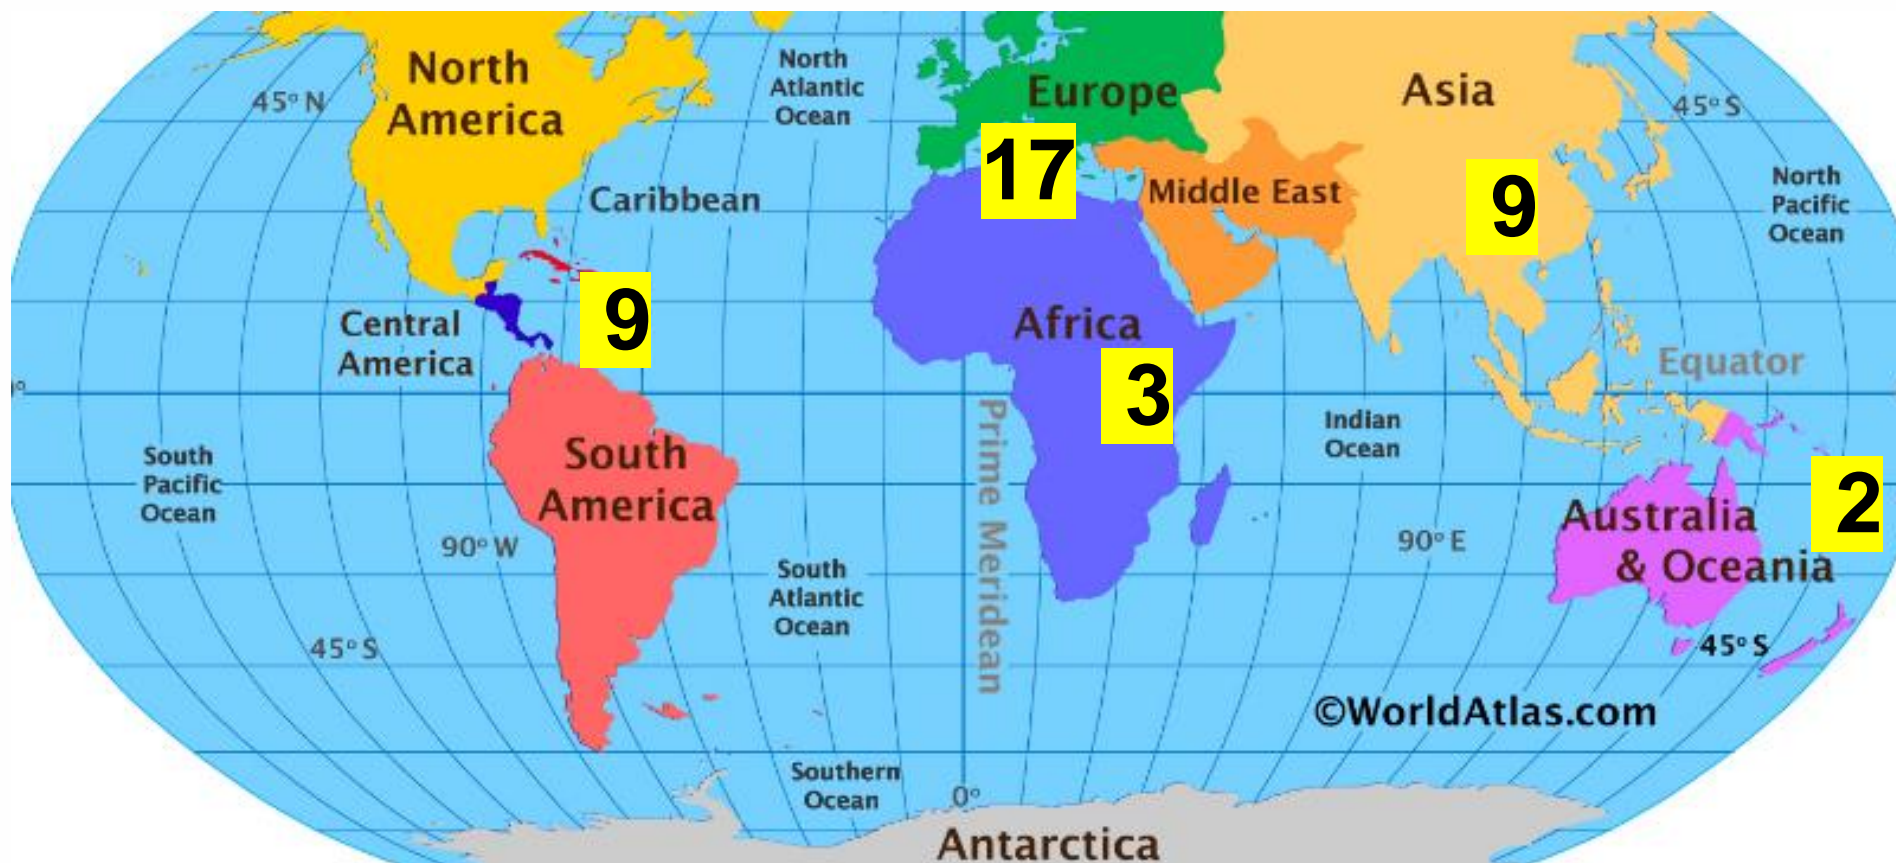 North
America
45° N
North
Atlantic
Ocean
Europe
Asia
45° S
17
Caribbean
Middle East
9
North
Pacific
Ocean
Central
America
9
Africa
3
Equator
Indian
Ocean
South
Pacific
Ocean
South
America
Prime Meridean
90° W
90° E
2
Australia
& Oceania
South
Atlantic
Ocean
45° S
45° S
©WorldAtlas.com
Southern
Ocean
0°
Antarctica